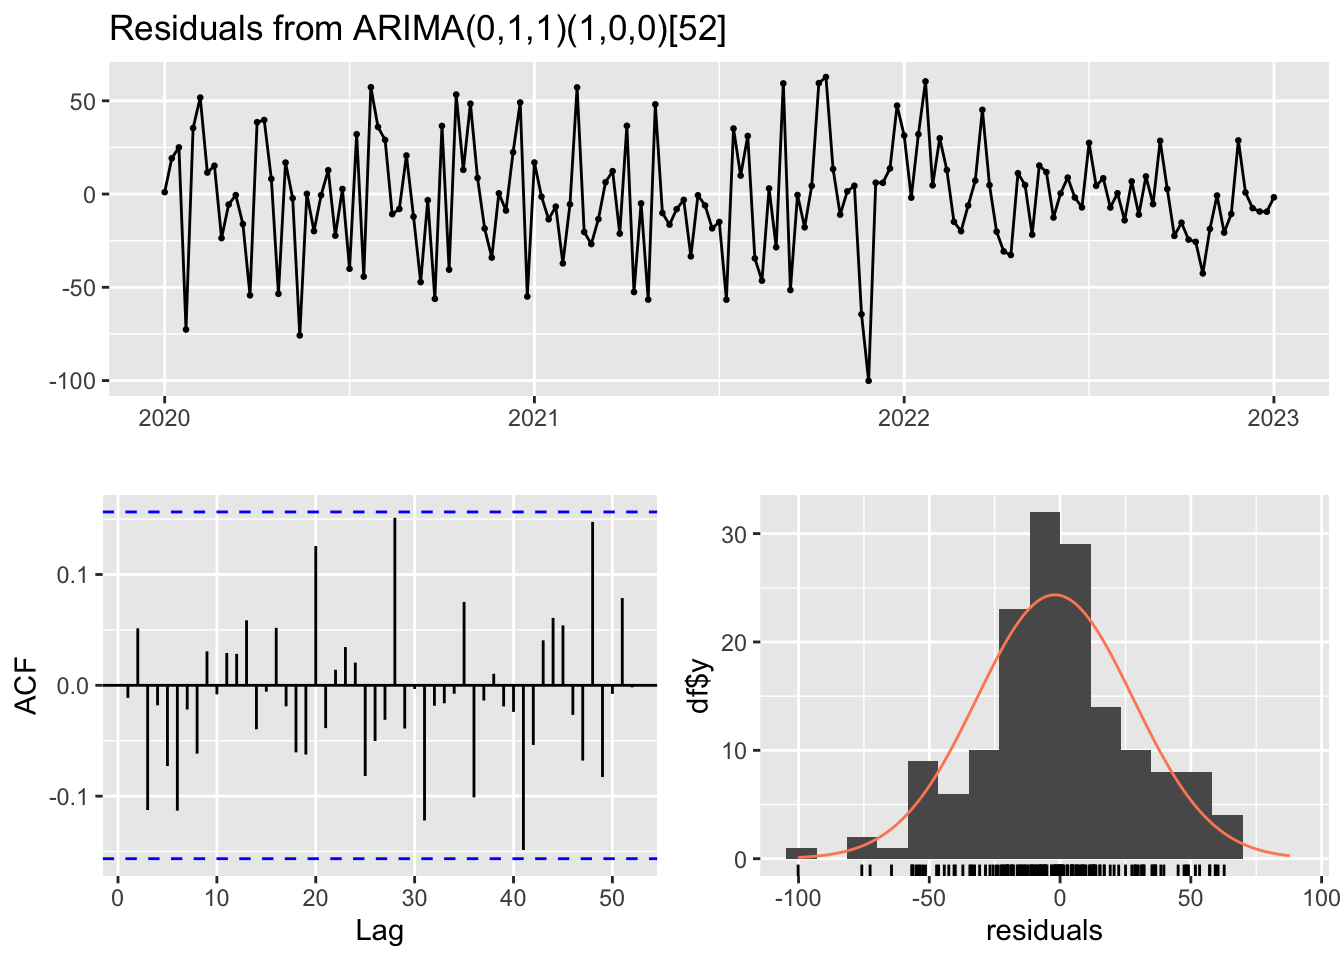 Residuals from ARIMA(0,1,1)(1,0,0)[52]
50
0
-50
-100
2020 2021 2022 2023
ACF
0.1
0.0
-0.1
0 10 20 30 40 50
Lag
df$y
30
20
10
0
-100 -50 0 50 100
residuals